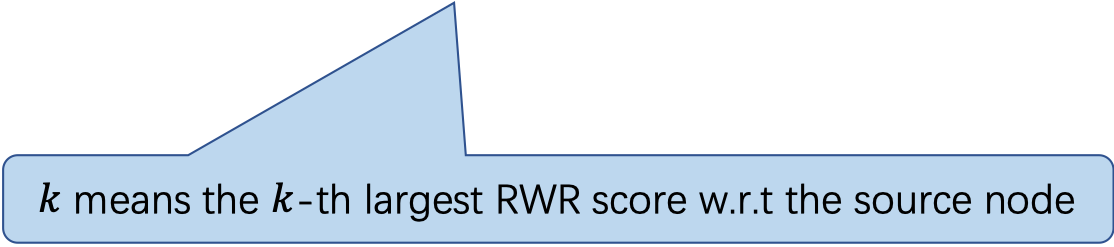 k means the k-th largest RWR score w.r.t the source node